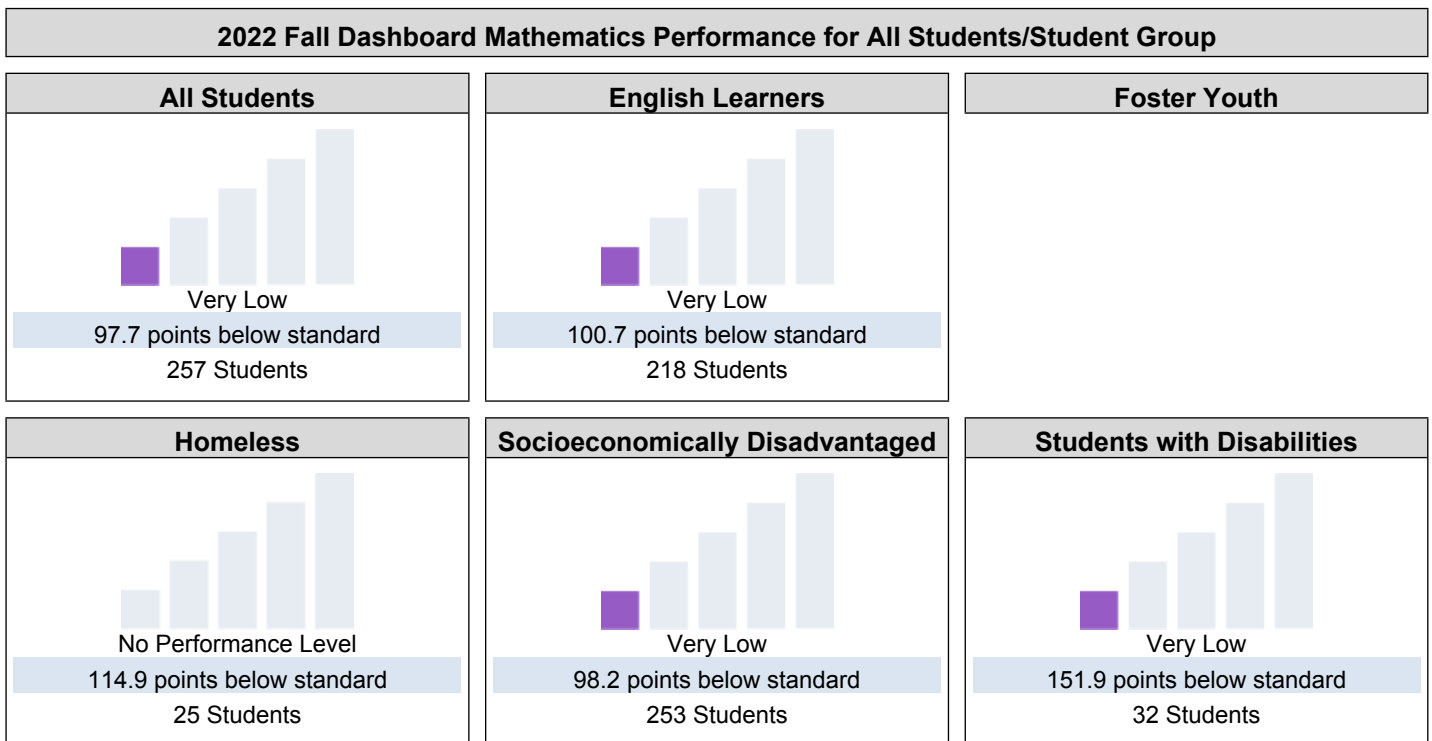 2022 Fall Dashboard Mathematics Performance for All Students/Student Group
All Students
Very Low
97.7 points below standard
257 Students
English Learners
Very Low
100.7 points below standard
218 Students
Foster Youth
Homeless
No Performance Level
114.9 points below standard
25 Students
Socioeconomically Disadvantaged
Very Low
98.2 points below standard
253 Students
Students with Disabilities
Very Low
151.9 points below standard
32 Students